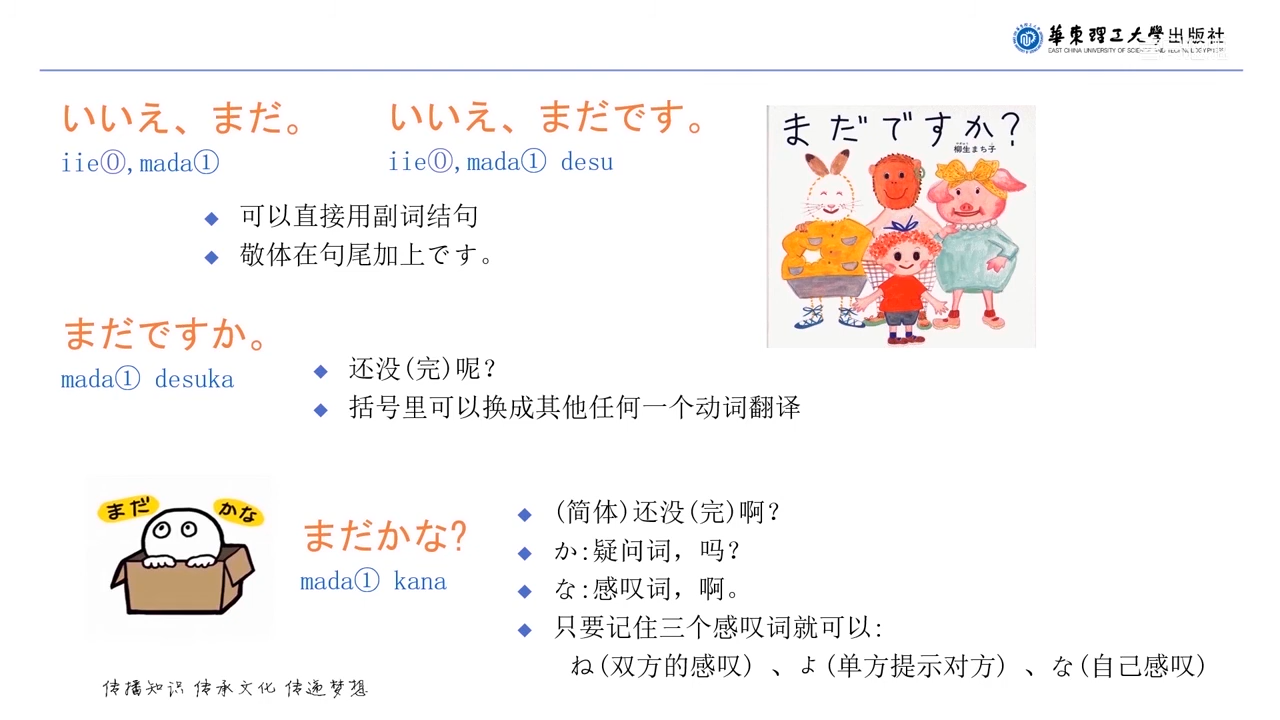 華東理工大學出版社
いいえ、まだ。
iie⓪,mada①
いいえ、まだです。
iie⓪,mada① desu
◆ 可以直接用副词结句
◆ 敬体在句尾加上です。
まだですか?
柳生まち子
まだですか。
mada① desuka
◆ 还没(完)呢?
◆ 括号里可以换成其他任何一个动词翻译
まだ かな
まだかな?
mada① kana
◆ (简体)还没(完)啊?
◆ か:疑问词，吗?
◆ な:感叹词，啊。
◆ 只要记住三个感叹词就可以:
ね(双方的感叹) 、よ(单方提示对方) 、な(自己感叹)
传播知识 传承文化 传递梦想